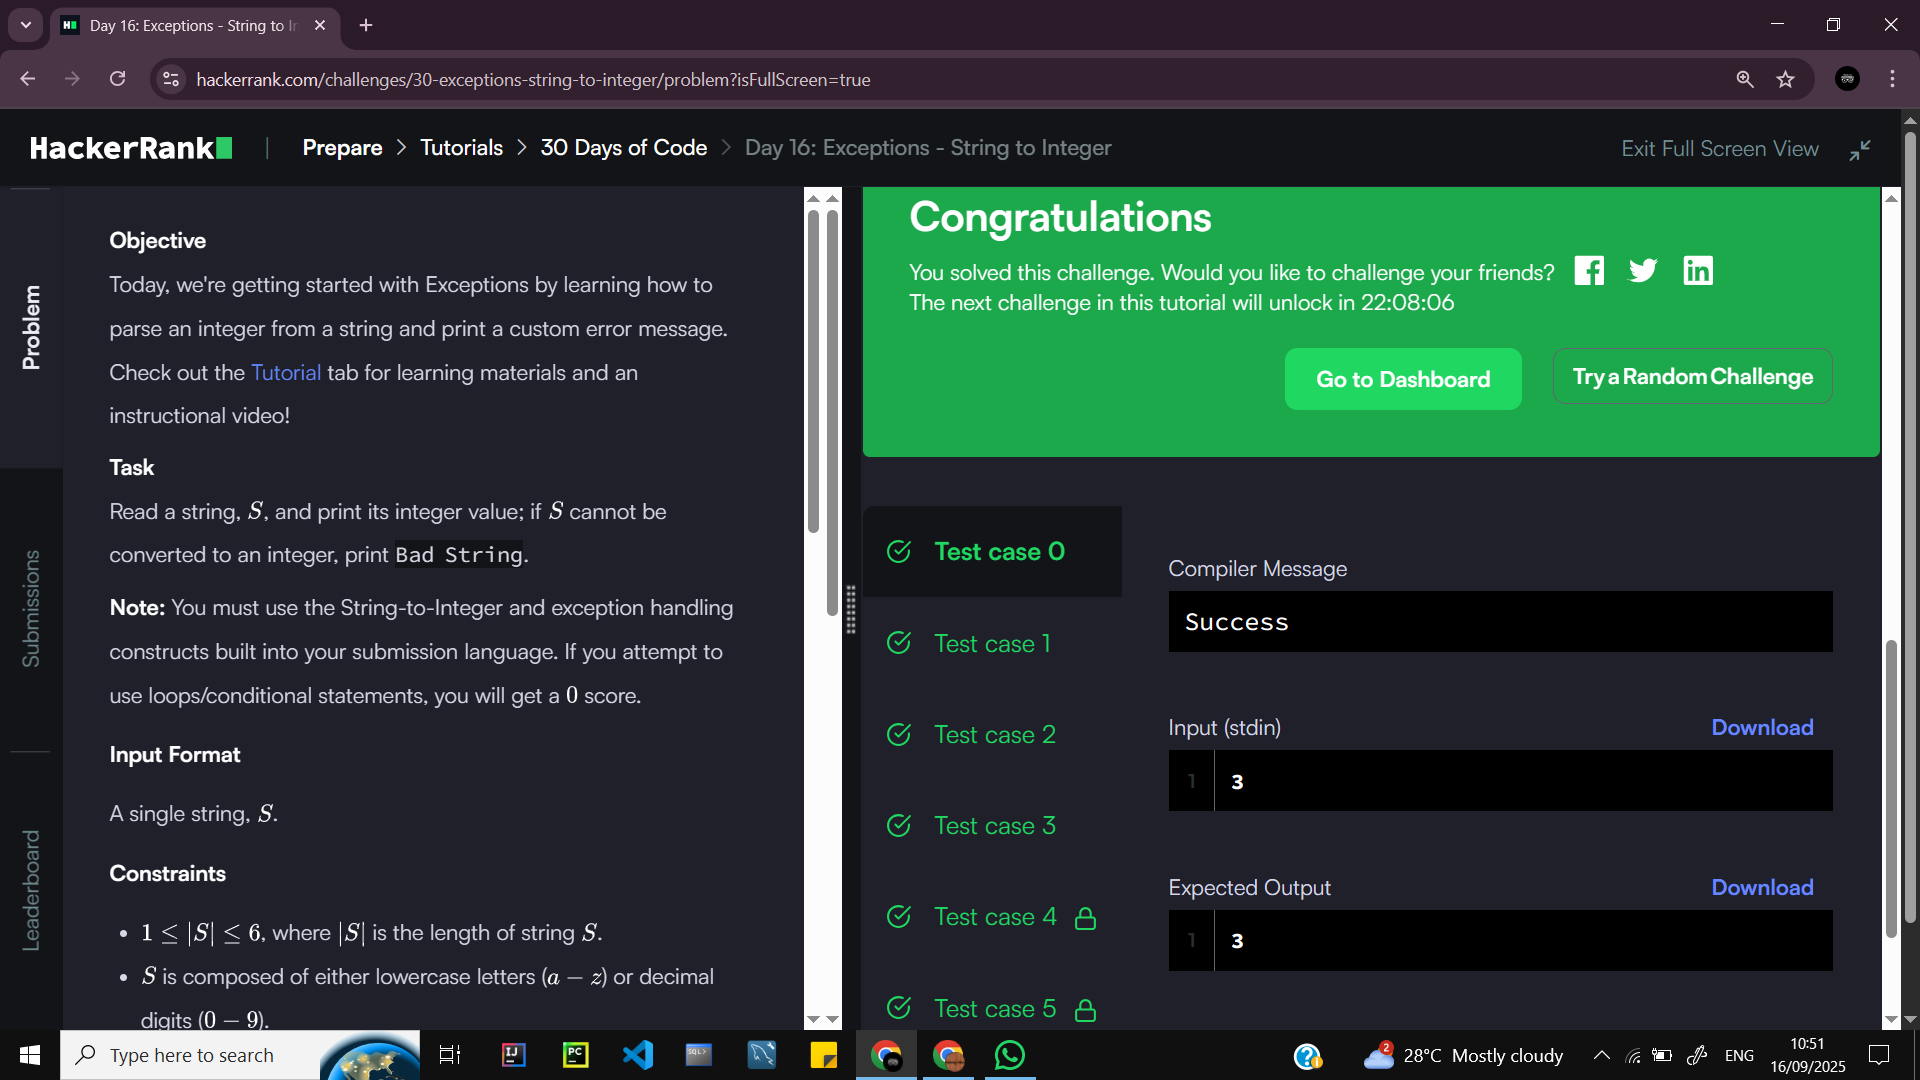 Day 16: Exceptions - String to In
hackerrank.com/challenges/30-exceptions-string-to-integer/problem?isFullScreen=true
HackerRank
Prepare > Tutorials > 30 Days of Code > Day 16: Exceptions - String to Integer
Exit Full Screen View
Problem
Submissions
Leaderboard
Objective
Today, we're getting started with Exceptions by learning how to
parse an integer from a string and print a custom error message.
Check out the Tutorial tab for learning materials and an
instructional video!
Task
Read a string, S, and print its integer value; if S cannot be
converted to an integer, print Bad String.
Note: You must use the String-to-Integer and exception handling
constructs built into your submission language. If you attempt to
use loops/conditional statements, you will get a 0 score.
Input Format
A single string, S.
Constraints
• 1 ≤ |S| ≤ 6, where |S| is the length of string S.
• S is composed of either lowercase letters (a − z) or decimal
digits (0 − 9).
Congratulations
You solved this challenge. Would you like to challenge your friends?
The next challenge in this tutorial will unlock in 22:08:06
Go to Dashboard
Try a Random Challenge
Test case 0
Test case 1
Test case 2
Test case 3
Test case 4
Test case 5
Compiler Message
Success
Input (stdin)
Download
1 3
Expected Output
Download
1 3
Type here to search
IJ
PC
SQL>
2
28°C Mostly cloudy
ENG
10:51
16/09/2025